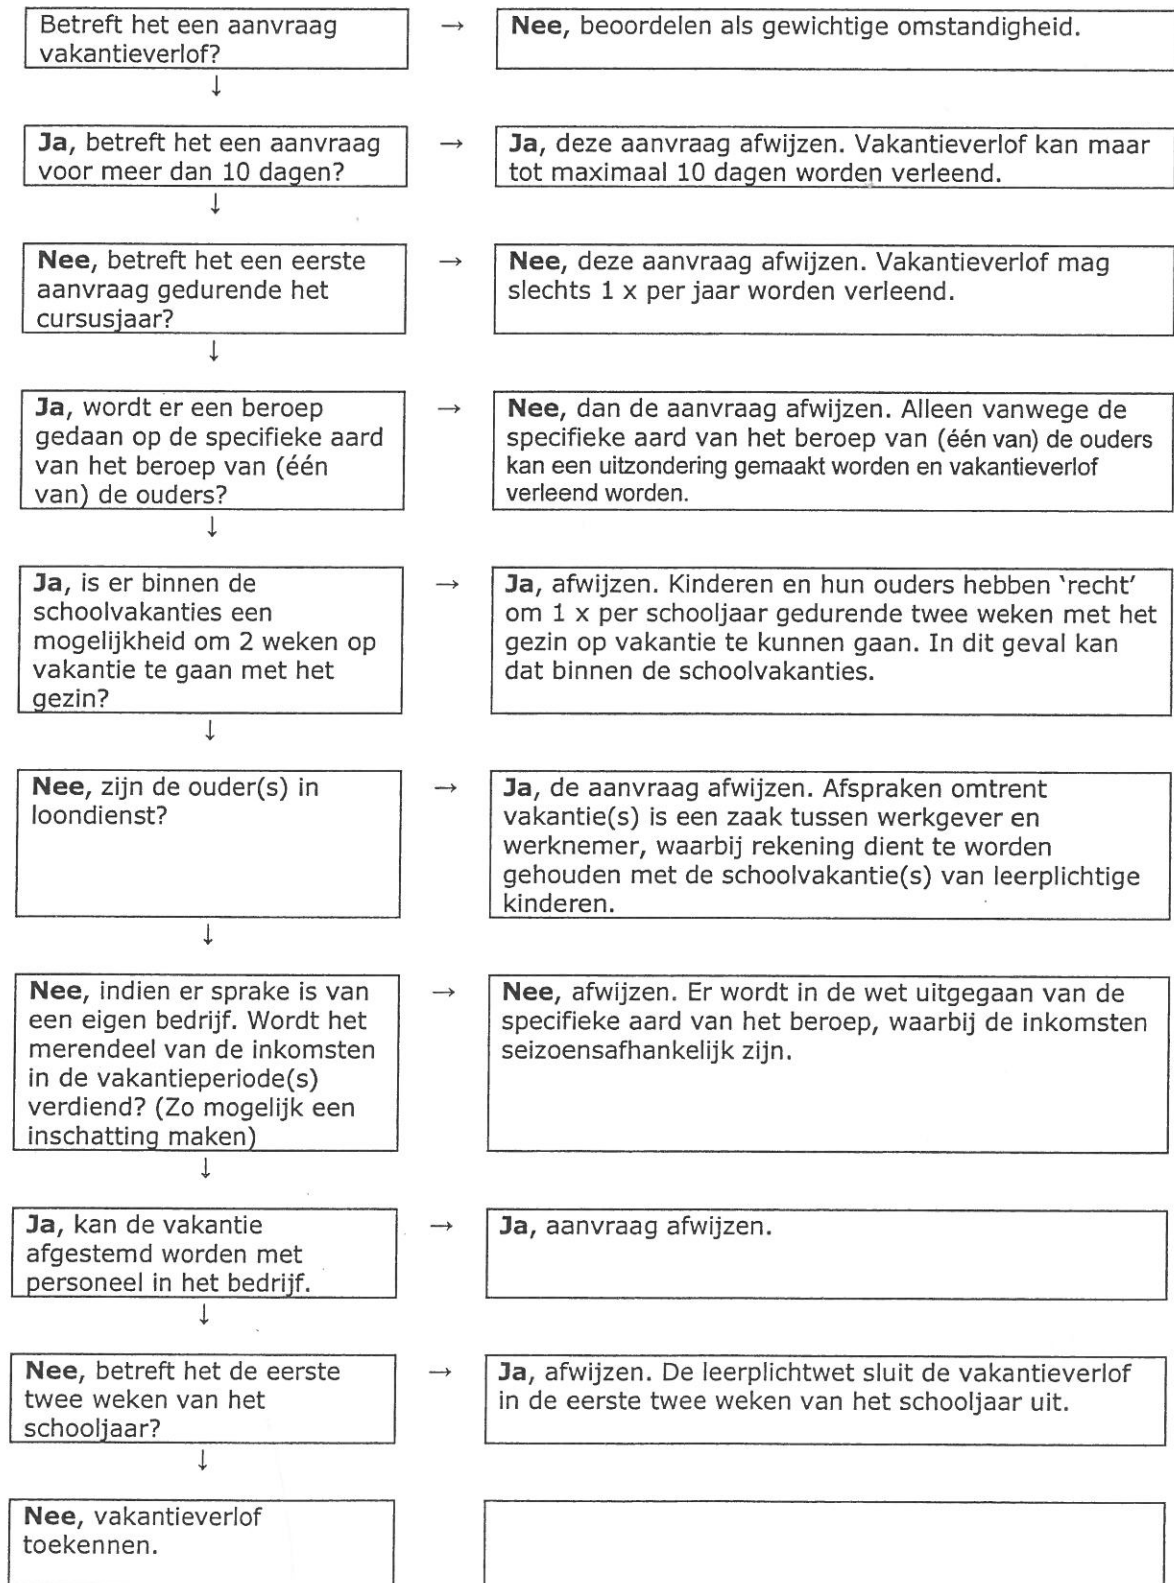 Betreft het een aanvraag
vakantieverlof?
→
Nee, beoordelen als gewichtige omstandigheid.
↓
Ja, betreft het een aanvraag
voor meer dan 10 dagen?
→
Ja, deze aanvraag afwijzen. Vakantieverlof kan maar
tot maximaal 10 dagen worden verleend.
↓
Nee, betreft het een eerste
aanvraag gedurende het
cursusjaar?
→
Nee, deze aanvraag afwijzen. Vakantieverlof mag
slechts 1 x per jaar worden verleend.
↓
Ja, wordt er een beroep
gedaan op de specifieke aard
van het beroep van (één
van) de ouders?
→
Nee, dan de aanvraag afwijzen. Alleen vanwege de
specifieke aard van het beroep van (één van) de ouders
kan een uitzondering gemaakt worden en vakantieverlof
verleend worden.
↓
Ja, is er binnen de
schoolvakanties een
mogelijkheid om 2 weken op
vakantie te gaan met het
gezin?
→
Ja, afwijzen. Kinderen en hun ouders hebben ‘recht’
om 1 x per schooljaar gedurende twee weken met het
gezin op vakantie te kunnen gaan. In dit geval kan
dat binnen de schoolvakanties.
↓
Nee, zijn de ouder(s) in
loondienst?
→
Ja, de aanvraag afwijzen. Afspraken omtrent
vakantie(s) is een zaak tussen werkgever en
werknemer, waarbij rekening dient te worden
gehouden met de schoolvakantie(s) van leerplichtige
kinderen.
↓
Nee, indien er sprake is van
een eigen bedrijf. Wordt het
merendeel van de inkomsten
in de vakantieperiode(s)
verdiend? (Zo mogelijk een
inschatting maken)
→
Nee, afwijzen. Er wordt in de wet uitgegaan van de
specifieke aard van het beroep, waarbij de inkomsten
seizoensafhankelijk zijn.
↓
Ja, kan de vakantie
afgestemd worden met
personeel in het bedrijf.
→
Ja, aanvraag afwijzen.
↓
Nee, betreft het de eerste
twee weken van het
schooljaar?
→
Ja, afwijzen. De leerplichtwet sluit de vakantieverlof
in de eerste twee weken van het schooljaar uit.
↓
Nee, vakantieverlof
toekennen.